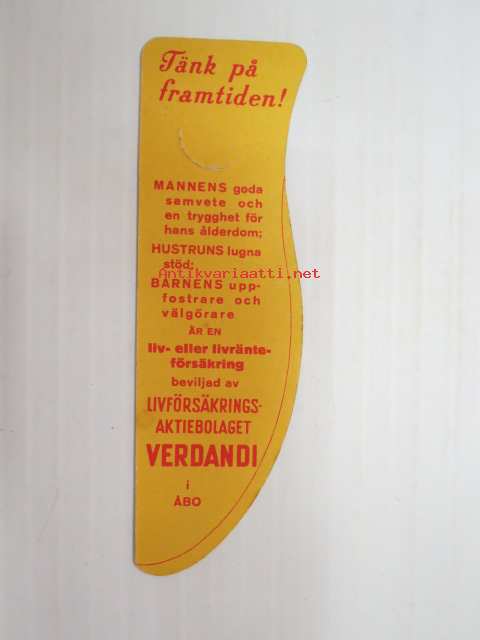 Tänk på
framtiden!
MANNENS goda
samvete och
en trygghet för
hans ålderdom;
HUSTRUNS lugna
stöd;
Antikvariaatti.net
BARNENS upp-
fostrare och
välgörare
ÄR EN
liv- eller livränte-
försäkring
beviljad av
LIVFÖRSÄKRINGS-
AKTIEBOLAGET
VERDANDI
i
ÅBO